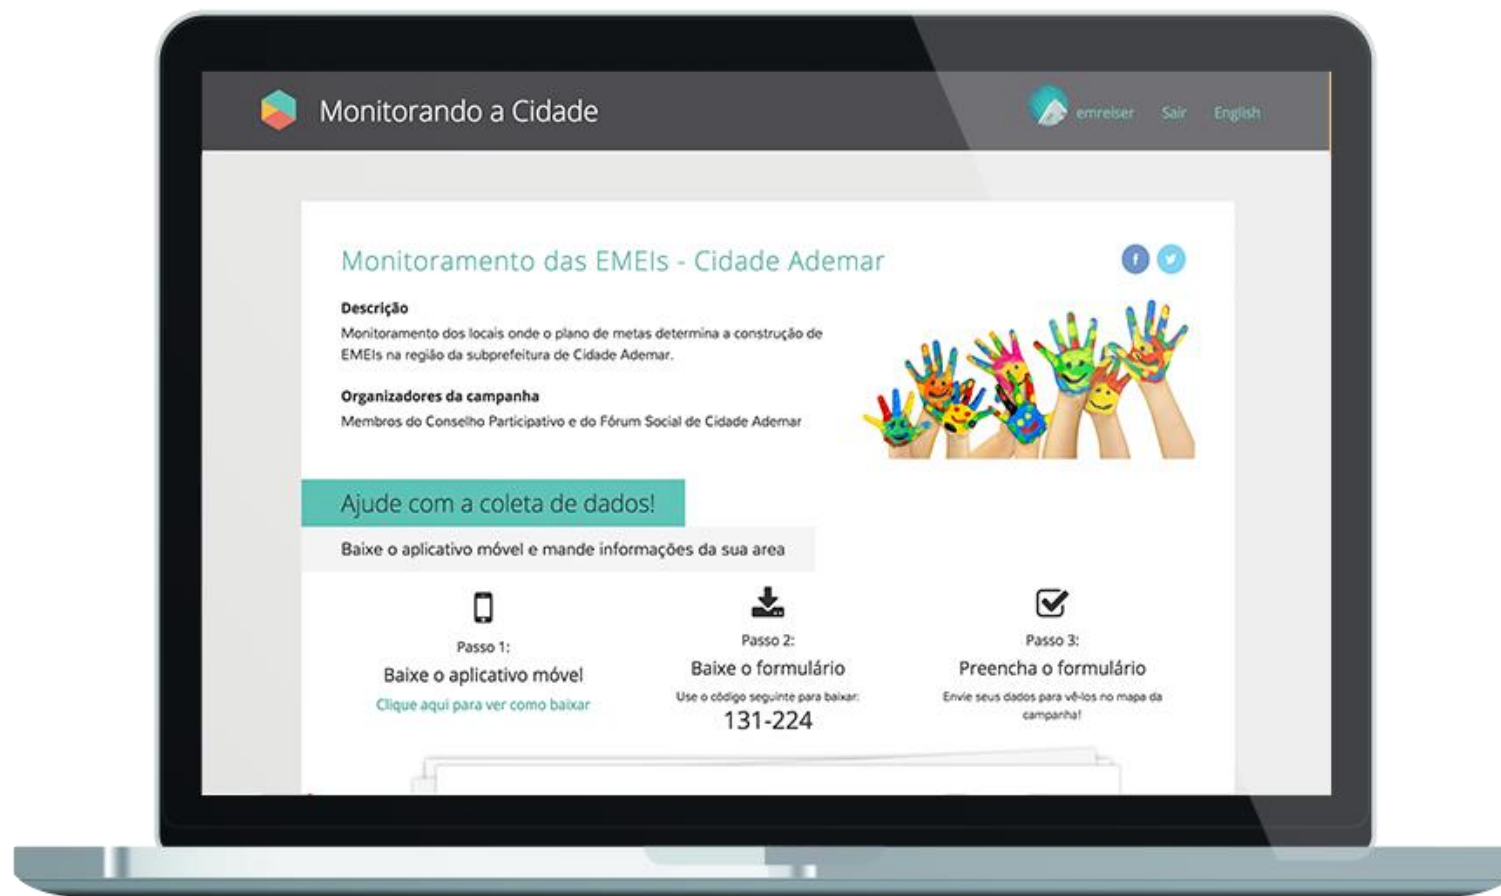 Monitorando a Cidade
emreiser Sair English
Monitoramento das EMEIs - Cidade Ademar
Descrição
Monitoramento dos locais onde o plano de metas determina a construção de
EMEIs na região da subprefeitura de Cidade Ademar.
Organizadores da campanha
Membros do Conselho Participativo e do Fórum Social de Cidade Ademar
Ajude com a coleta de dados!
Baixe o aplicativo móvel e mande informações da sua area
Passo 1:
Baixe o aplicativo móvel
Clique aqui para ver como baixar
Passo 2:
Baixe o formulário
Use o código seguinte para baixar:
131-224
Passo 3:
Preencha o formulário
Envie seus dados para vê-los no mapa da
campanha!